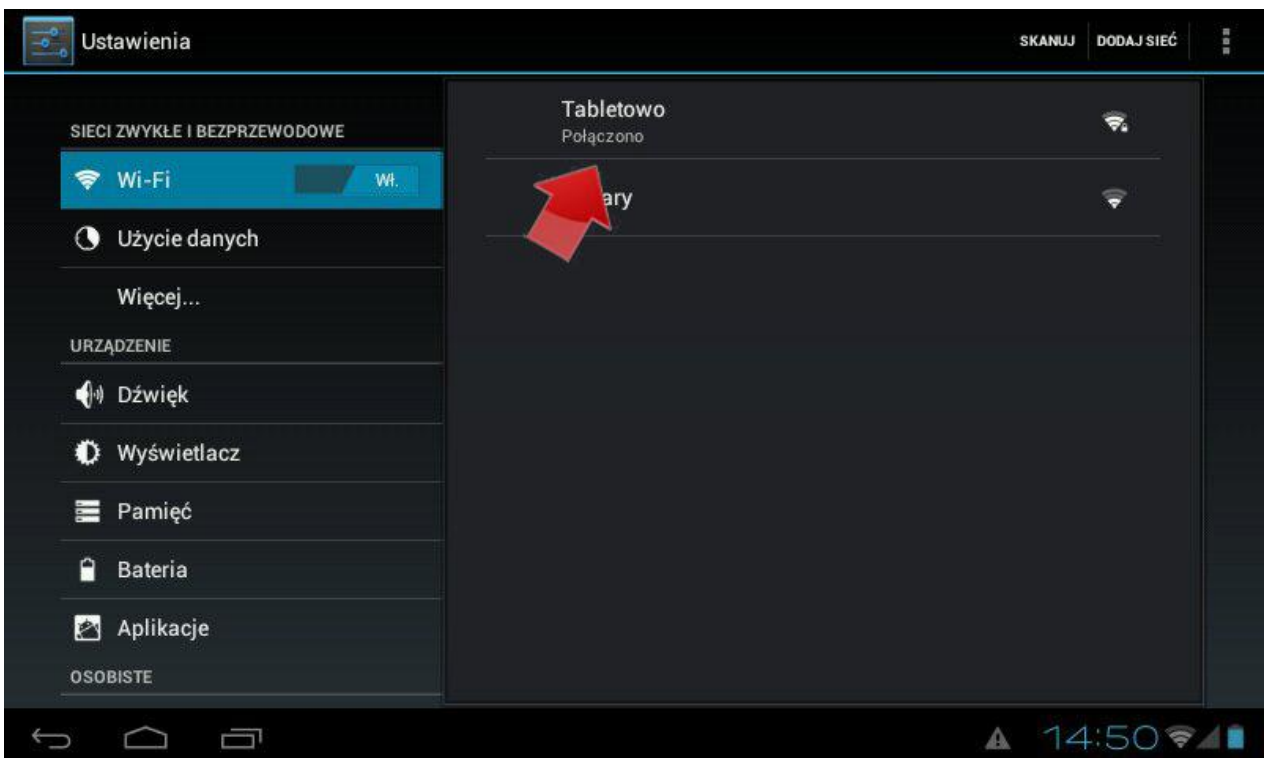 Ustawienia
SKANUJ
DODAJ SIEĆ
SIECI ZWYKŁE I BEZPRZEWODOWE
Wi-Fi
Wł.
Użycie danych
Więcej...
URZĄDZENIE
Dźwięk
Wyświetlacz
Pamięć
Bateria
Aplikacje
OSOBISTE
Tabletowo
Połączono
14:50